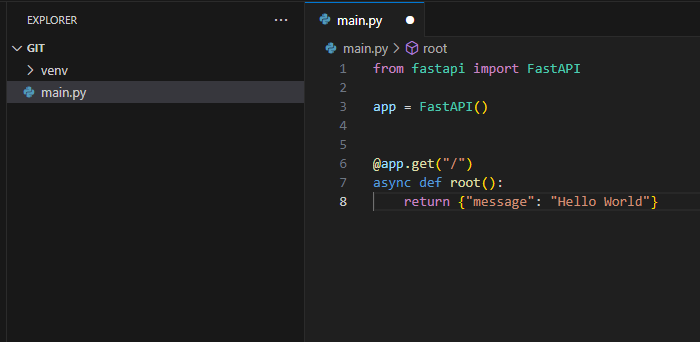 EXPLORER
GIT
venv
main.py
main.py
main.py > root
1 from fastapi import FastAPI
2
3 app = FastAPI()
4
5
6 @app.get("/")
7 async def root():
8     return {"message": "Hello World"}